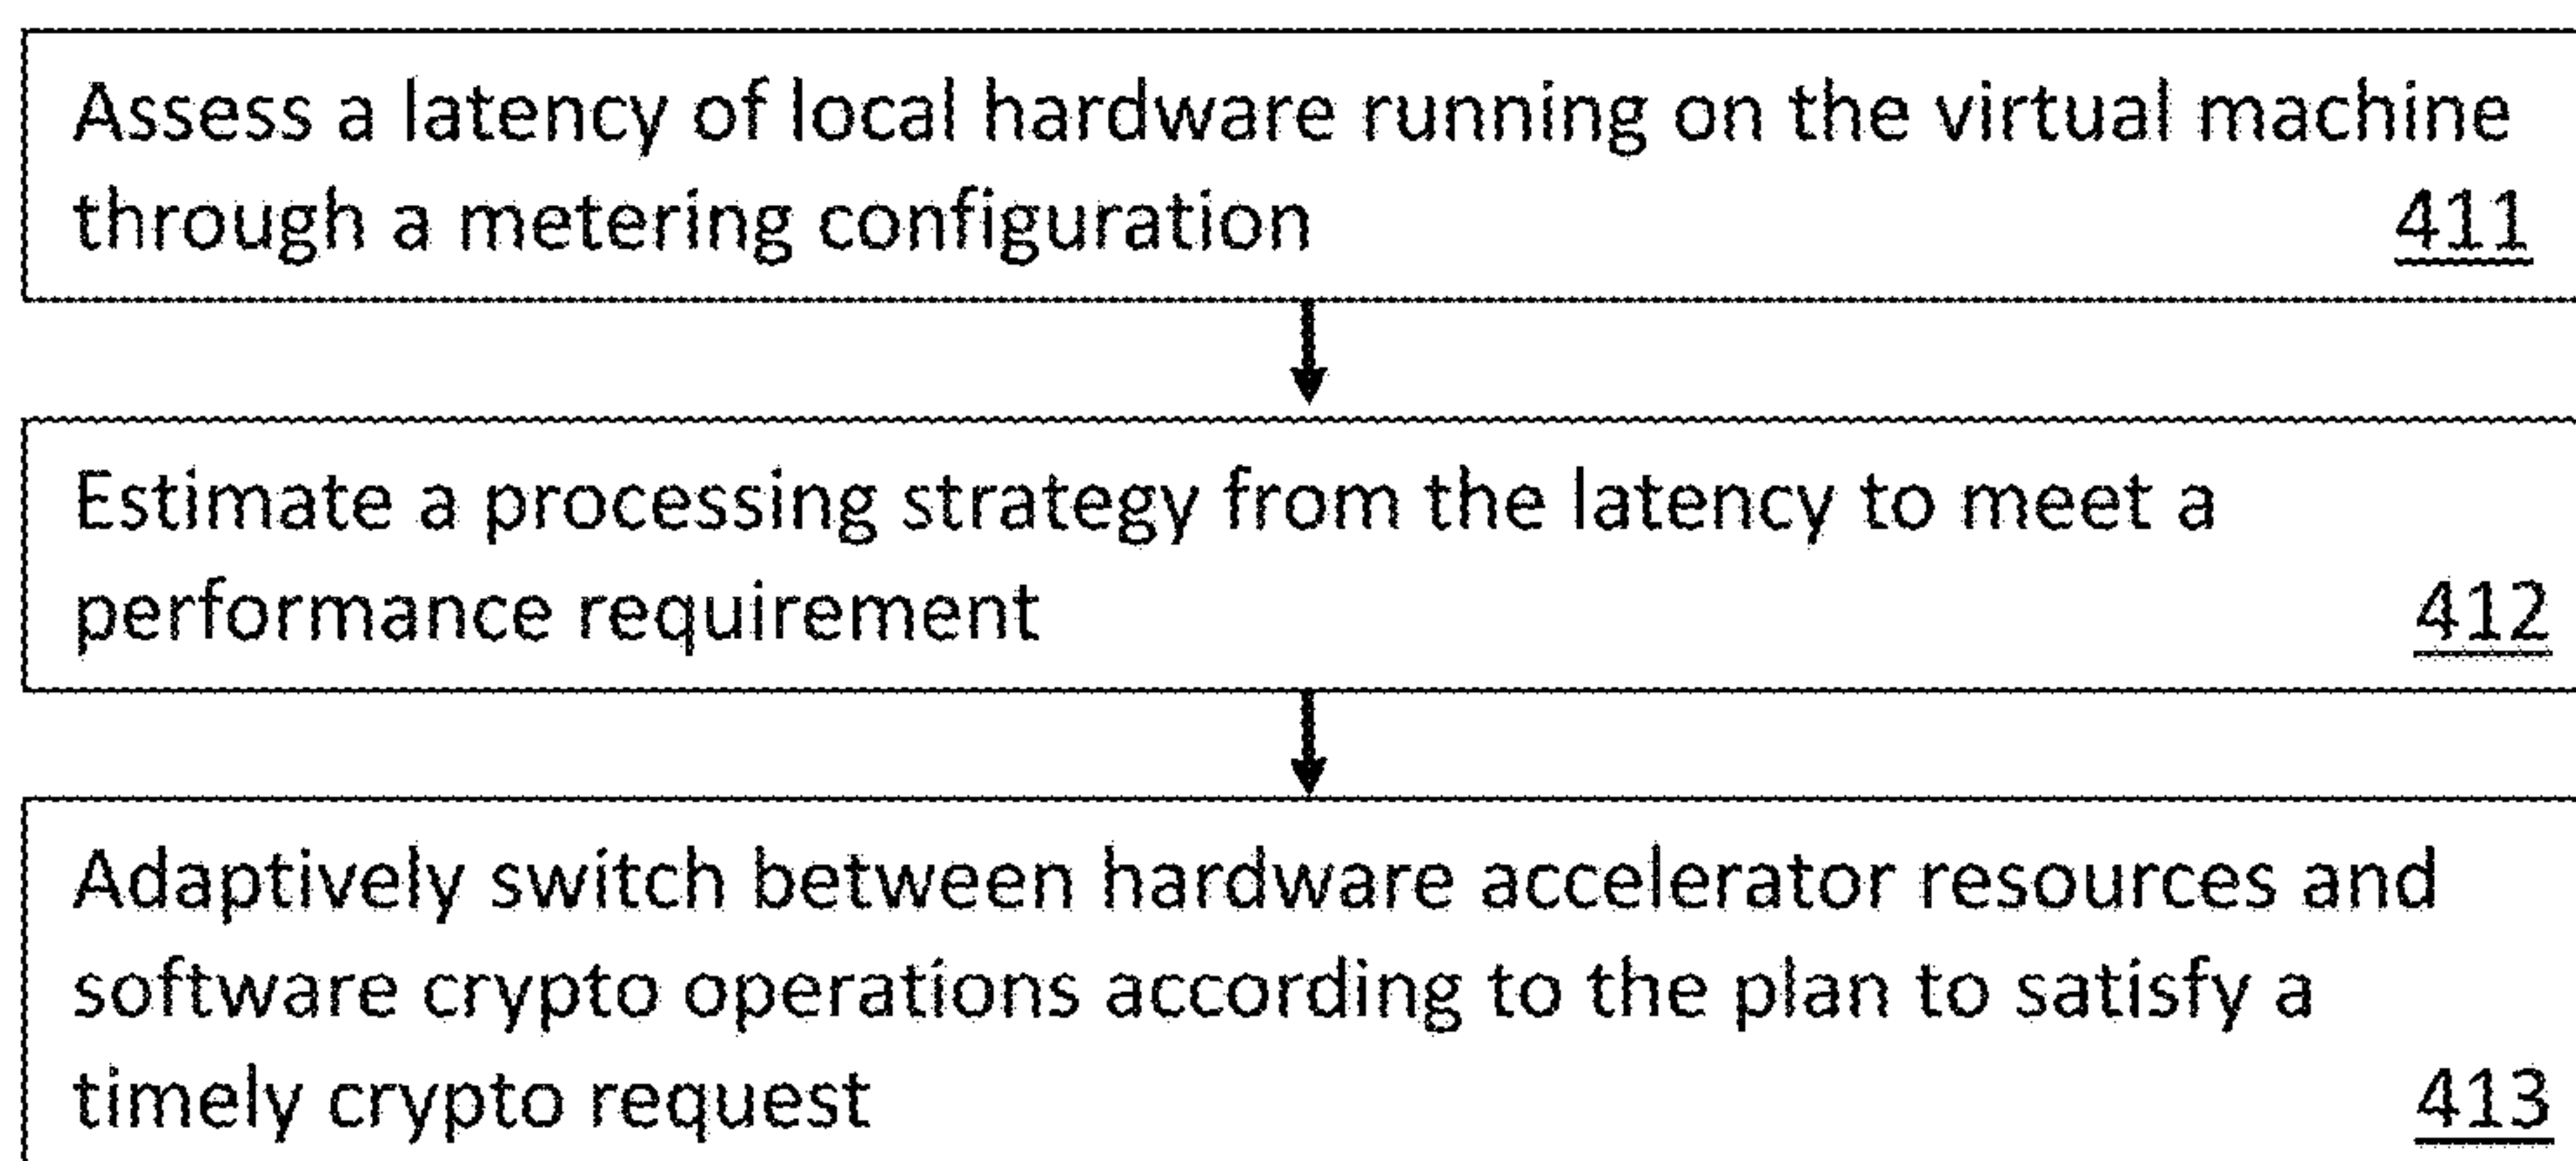 Assess a latency of local hardware running on the virtual machine
through a metering configuration 411
Estimate a processing strategy from the latency to meet a
performance requirement 412
Adaptively switch between hardware accelerator resources and
software crypto operations according to the plan to satisfy a
timely crypto request 413